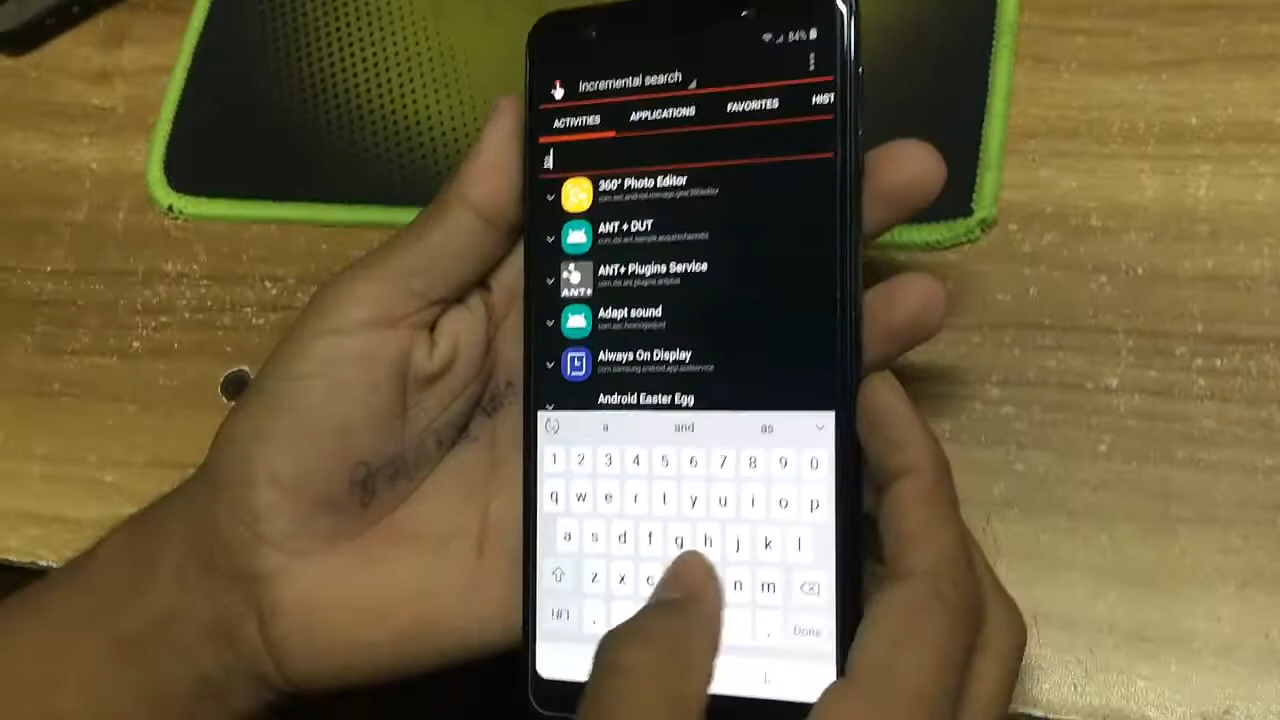 84%
Incremental search
ACTIVITIES APPLICATIONS FAVORITES HIST
a
360° Photo Editor
ANT + DUT
ANT+ Plugins Service
ANT+
Adapt sound
Always On Display
Android Easter Egg
a and as
1 2 3 4 5 6 7 8 9 0
q w e r t y u i o p
a s d f g h j k l
z x c n m
!#1 , . Done